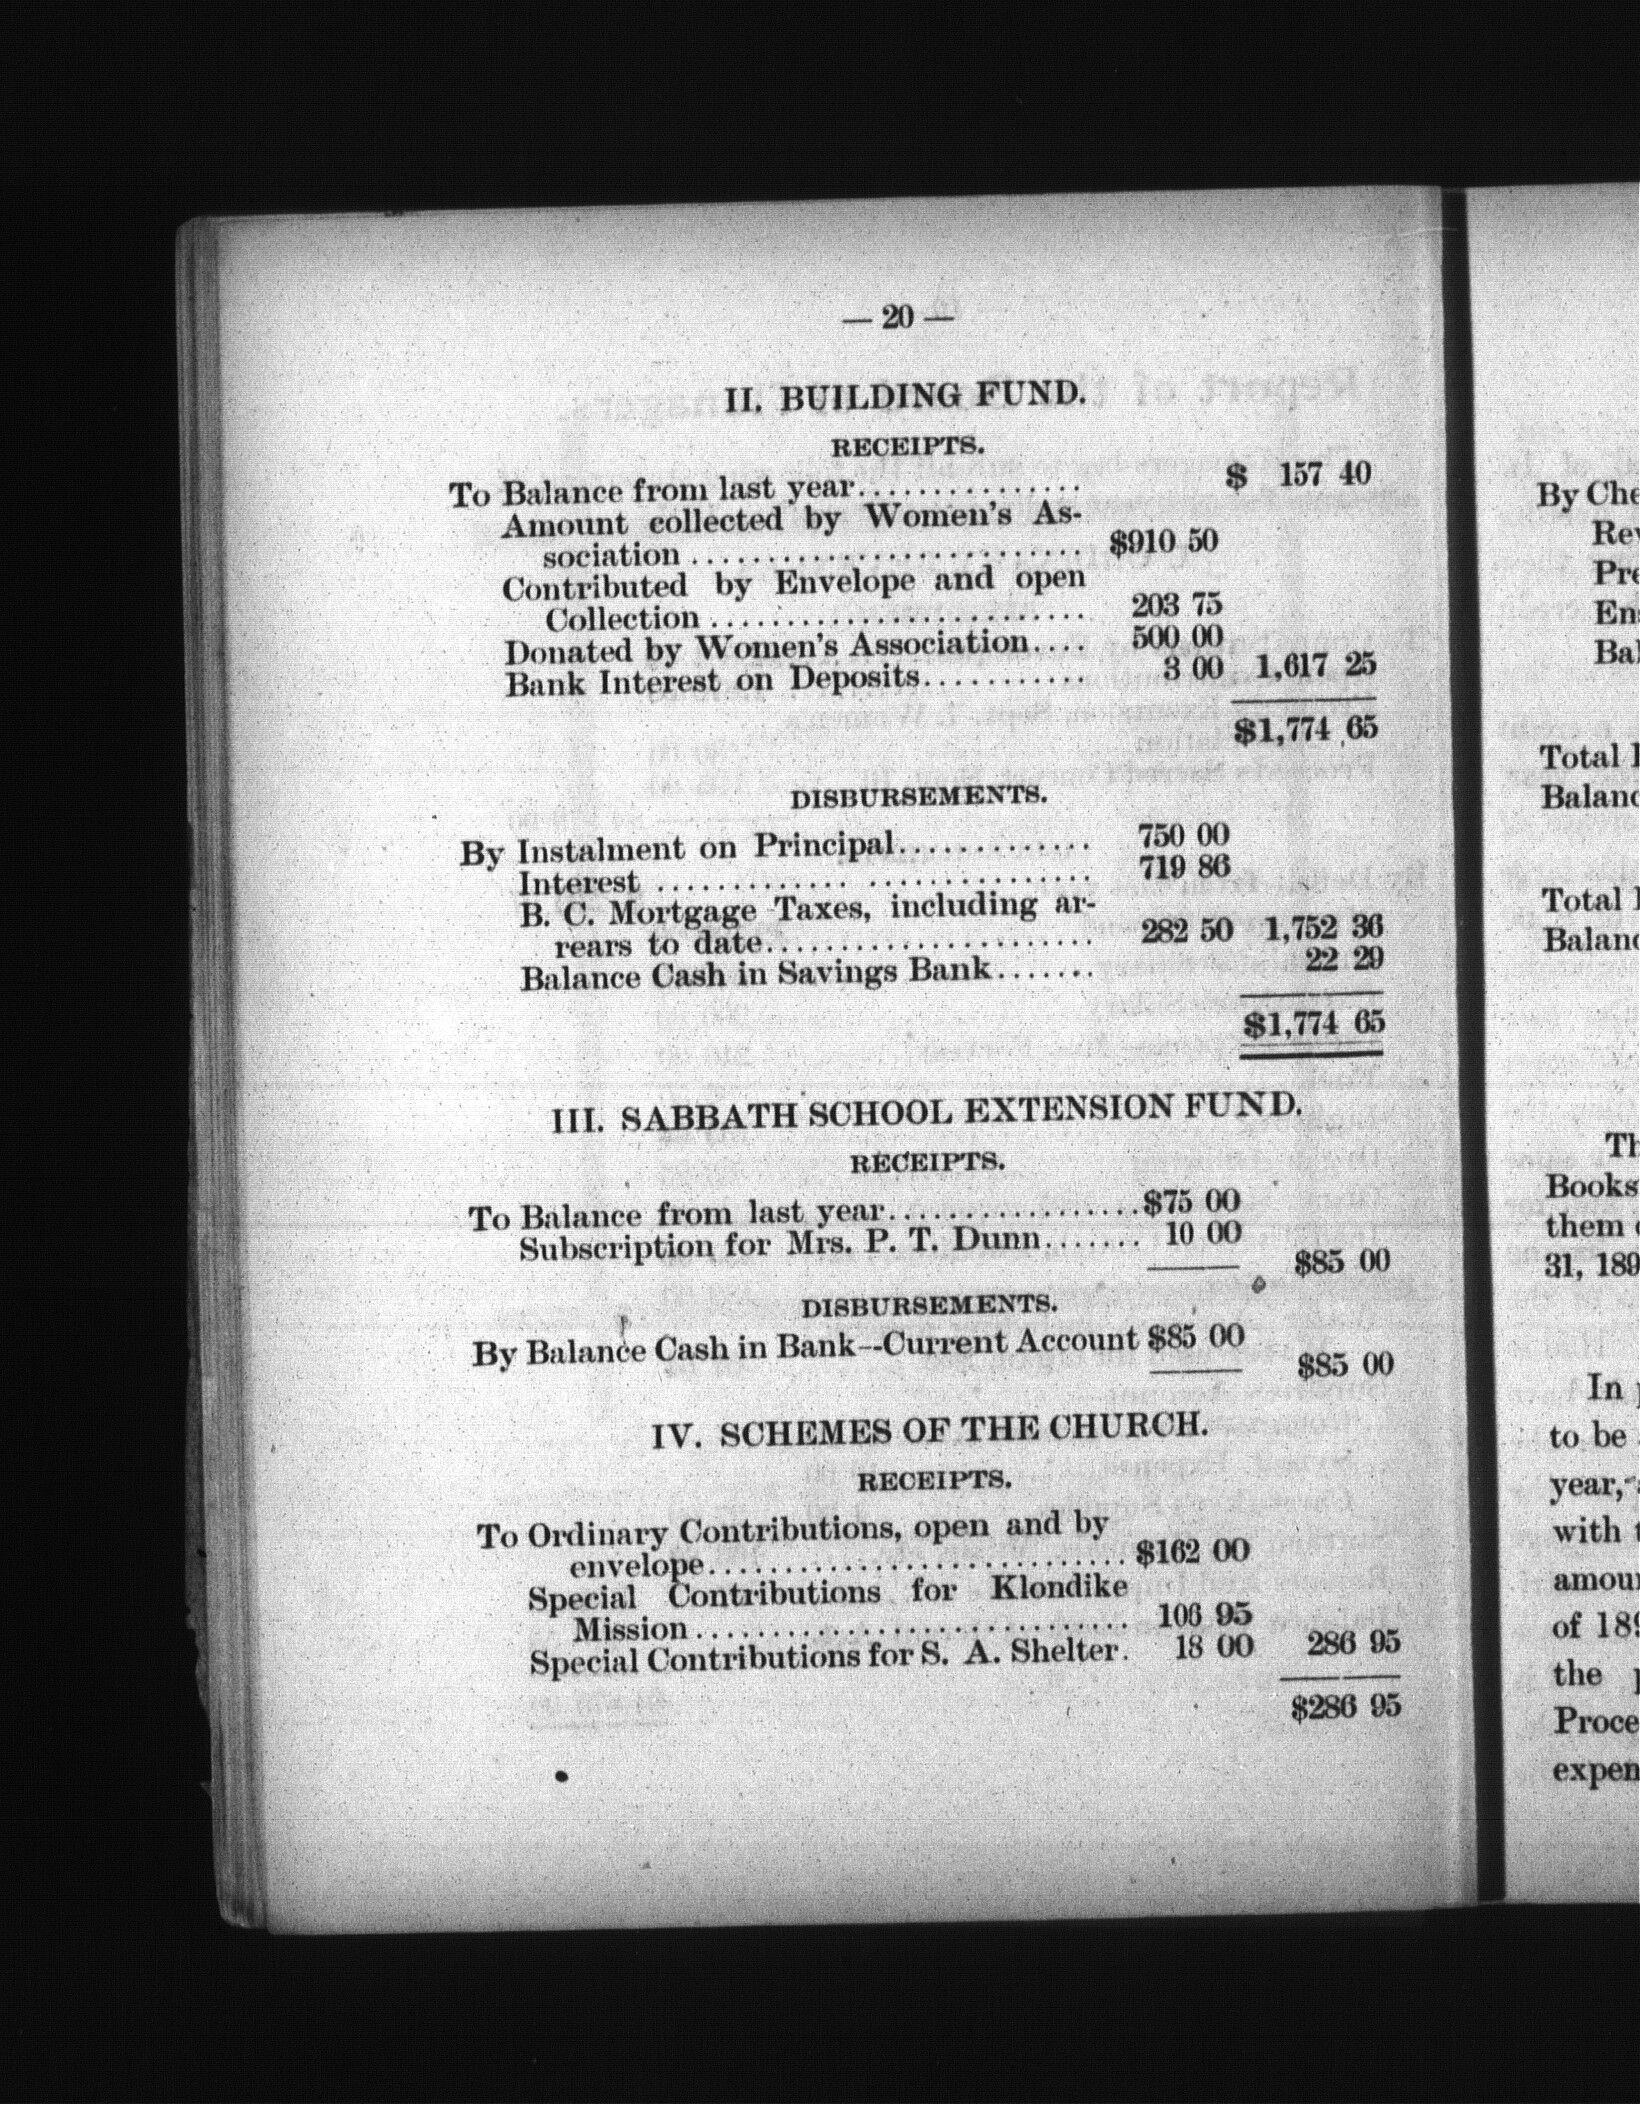 — 20 —
II. BUILDING FUND.
RECEIPTS.
To Balance from last year............... $ 157 40
Amount collected by Women's As-
sociation .......................... $910 50
Contributed by Envelope and open
Collection ......................... 203 75
Donated by Women's Association.... 500 00
Bank Interest on Deposits........... 3 00 1,617 25
$1,774 65
DISBURSEMENTS.
By Instalment on Principal............. 750 00
Interest ............. ............... 719 86
B. C. Mortgage Taxes, including ar-
rears to date...................... 282 50 1,752 36
Balance Cash in Savings Bank....... 22 29
$1,774 65
III. SABBATH SCHOOL EXTENSION FUND.
RECEIPTS.
To Balance from last year.................$75 00
Subscription for Mrs. P. T. Dunn....... 10 00
$85 00
DISBURSEMENTS.
By Balance Cash in Bank--Current Account $85 00
$85 00
IV. SCHEMES OF THE CHURCH.
RECEIPTS.
To Ordinary Contributions, open and by
envelope............................ $162 00
Special Contributions for Klondike
Mission............................. 106 95
Special Contributions for S. A. Shelter. 18 00 286 95
$286 95
By Che
Rev
Pre
Ens
Bal
Total
Balanc
Total
Balanc
Th
Books
them
31, 189
In
to be
year,
with
amoun
of 189
the
Proce
expen